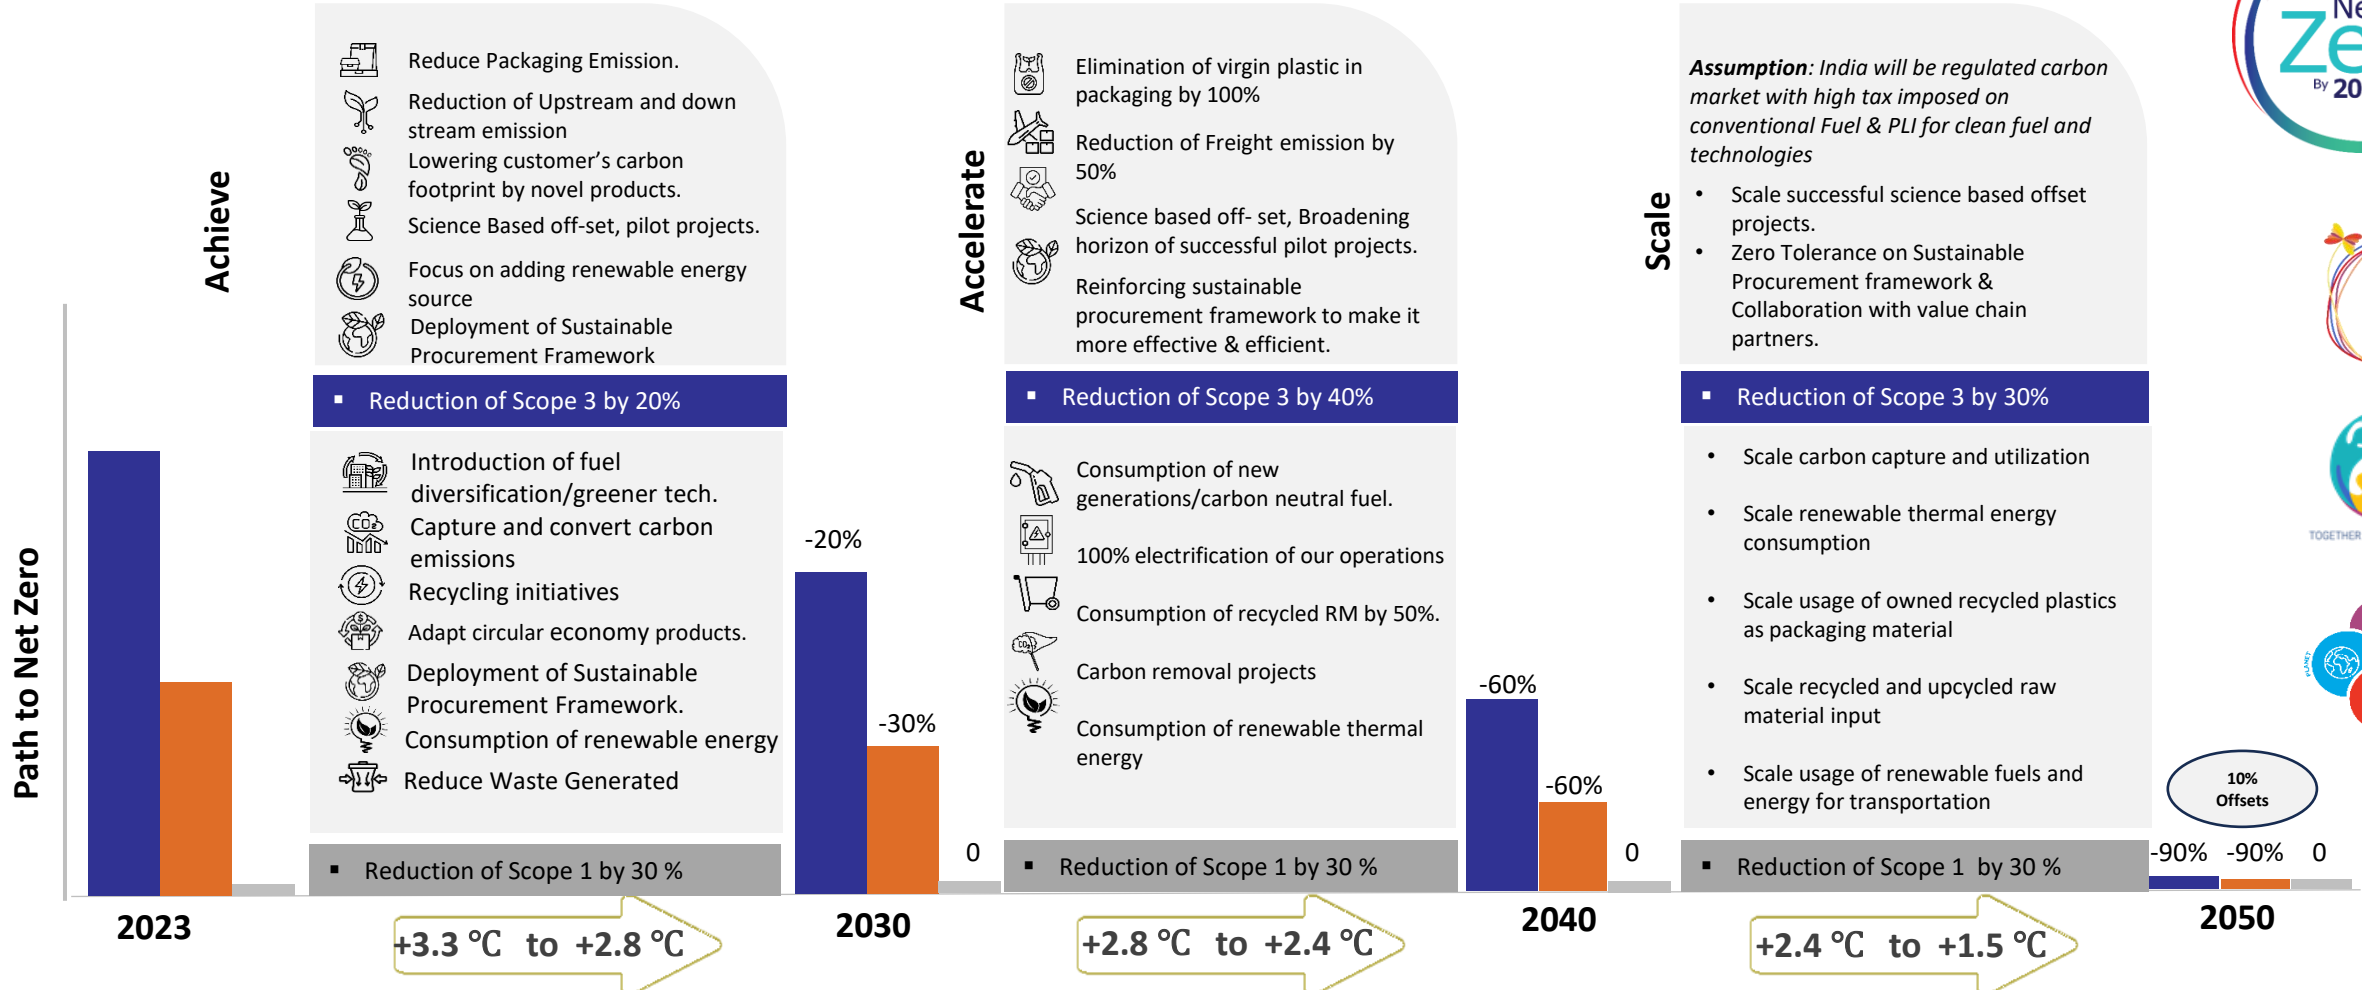 Path to Net Zero
2023
Achieve
Reduce Packaging Emission.
Reduction of Upstream and down
stream emission
Lowering customer's carbon
footprint by novel products.
Science Based off-set, pilot projects.
Focus on adding renewable energy
source
Deployment of Sustainable
Procurement Framework
▪ Reduction of Scope 3 by 20%
Introduction of fuel
diversification/greener tech.
Capture and convert carbon
emissions
Recycling initiatives
Adapt circular economy products.
Deployment of Sustainable
Procurement Framework.
Consumption of renewable energy
Reduce Waste Generated
▪ Reduction of Scope 1 by 30 %
+3.3 ℃ to +2.8 ℃
-20%
-30%
0
2030
Accelerate
Elimination of virgin plastic in
packaging by 100%
Reduction of Freight emission by
50%
Science based off- set, Broadening
horizon of successful pilot projects.
Reinforcing sustainable
procurement framework to make it
more effective & efficient.
▪ Reduction of Scope 3 by 40%
Consumption of new
generations/carbon neutral fuel.
100% electrification of our operations
Consumption of recycled RM by 50%.
Carbon removal projects
Consumption of renewable thermal
energy
▪ Reduction of Scope 1 by 30 %
+2.8 ℃ to +2.4 ℃
-60%
-60%
0
2040
Scale
Assumption: India will be regulated carbon
market with high tax imposed on
conventional Fuel & PLI for clean fuel and
technologies
• Scale successful science based offset
projects.
• Zero Tolerance on Sustainable
Procurement framework &
Collaboration with value chain
partners.
▪ Reduction of Scope 3 by 30%
• Scale carbon capture and utilization
• Scale renewable thermal energy
consumption
• Scale usage of owned recycled plastics
as packaging material
• Scale recycled and upcycled raw
material input
• Scale usage of renewable fuels and
energy for transportation
▪ Reduction of Scope 1 by 30 %
+2.4 ℃ to +1.5 ℃
10%
Offsets
-90%
-90%
0
2050
Ne
Ze
By 20
TOGETHER
PLANET
CO₂
CO₂